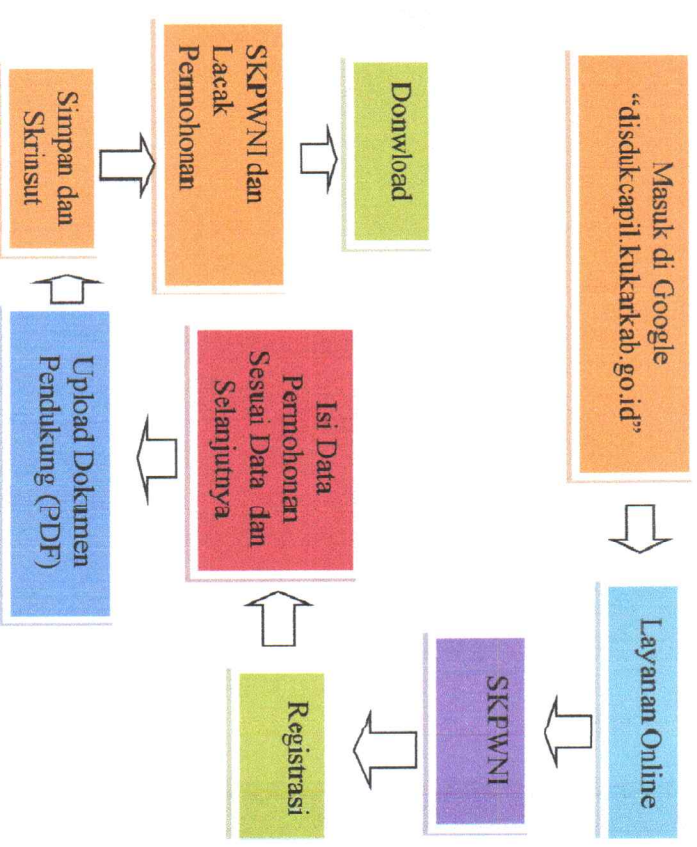 Masuk di Google
“disdukcapil.kukarkab.go.id”
Layanan Online
SKPWNI
Registrasi
Isi Data
Permohonan
Sesuai Data dan
Selanjutnya
Upload Dokumen
Pendukung (PDF)
Simpan dan
Skrinsut
SKPWNI dan
Lacak
Permohonan
Donwload